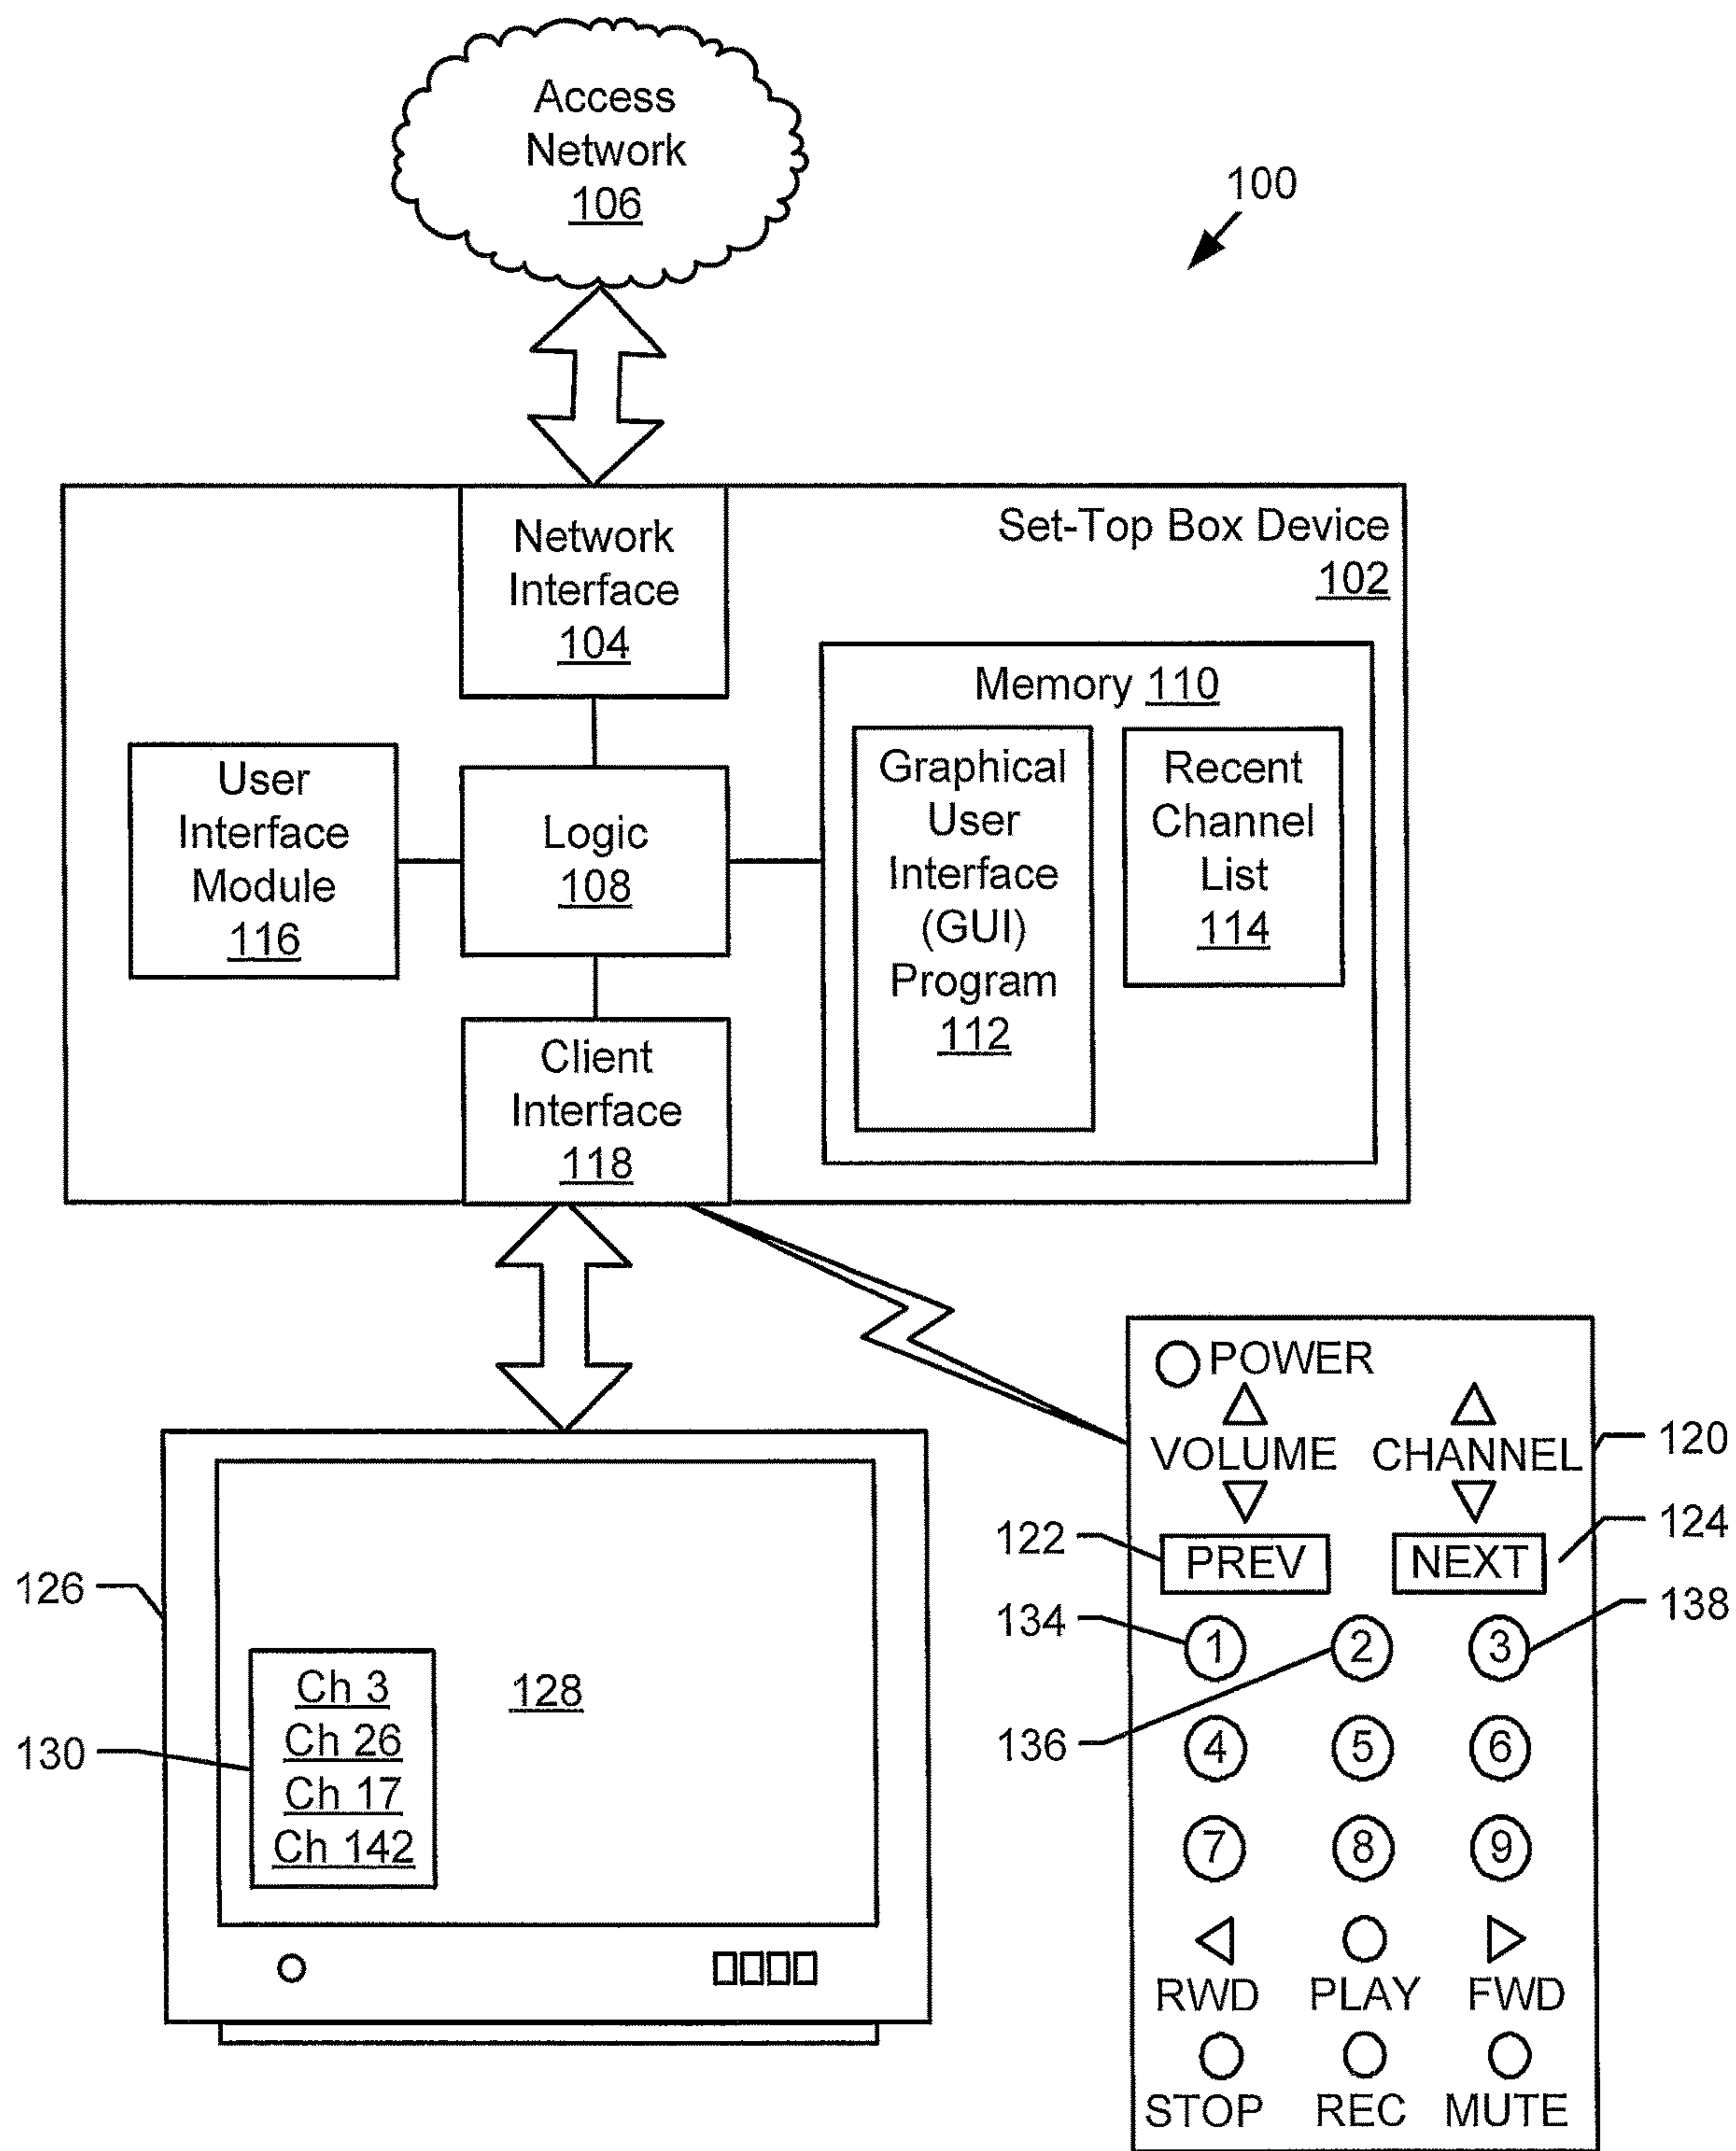 Access
Network
106
100
Set-Top Box Device
102
Network
Interface
104
Memory 110
User
Interface
Module
116
Logic
108
Graphical
User
Interface
(GUI)
Program
112
Recent
Channel
List
114
Client
Interface
118
POWER
VOLUME
CHANNEL
120
122
PREV
NEXT
124
126
134
1
2
3
138
Ch 3
Ch 26
Ch 17
Ch 142
128
130
136
4
5
6
7
8
9
RWD
PLAY
FWD
STOP
REC
MUTE